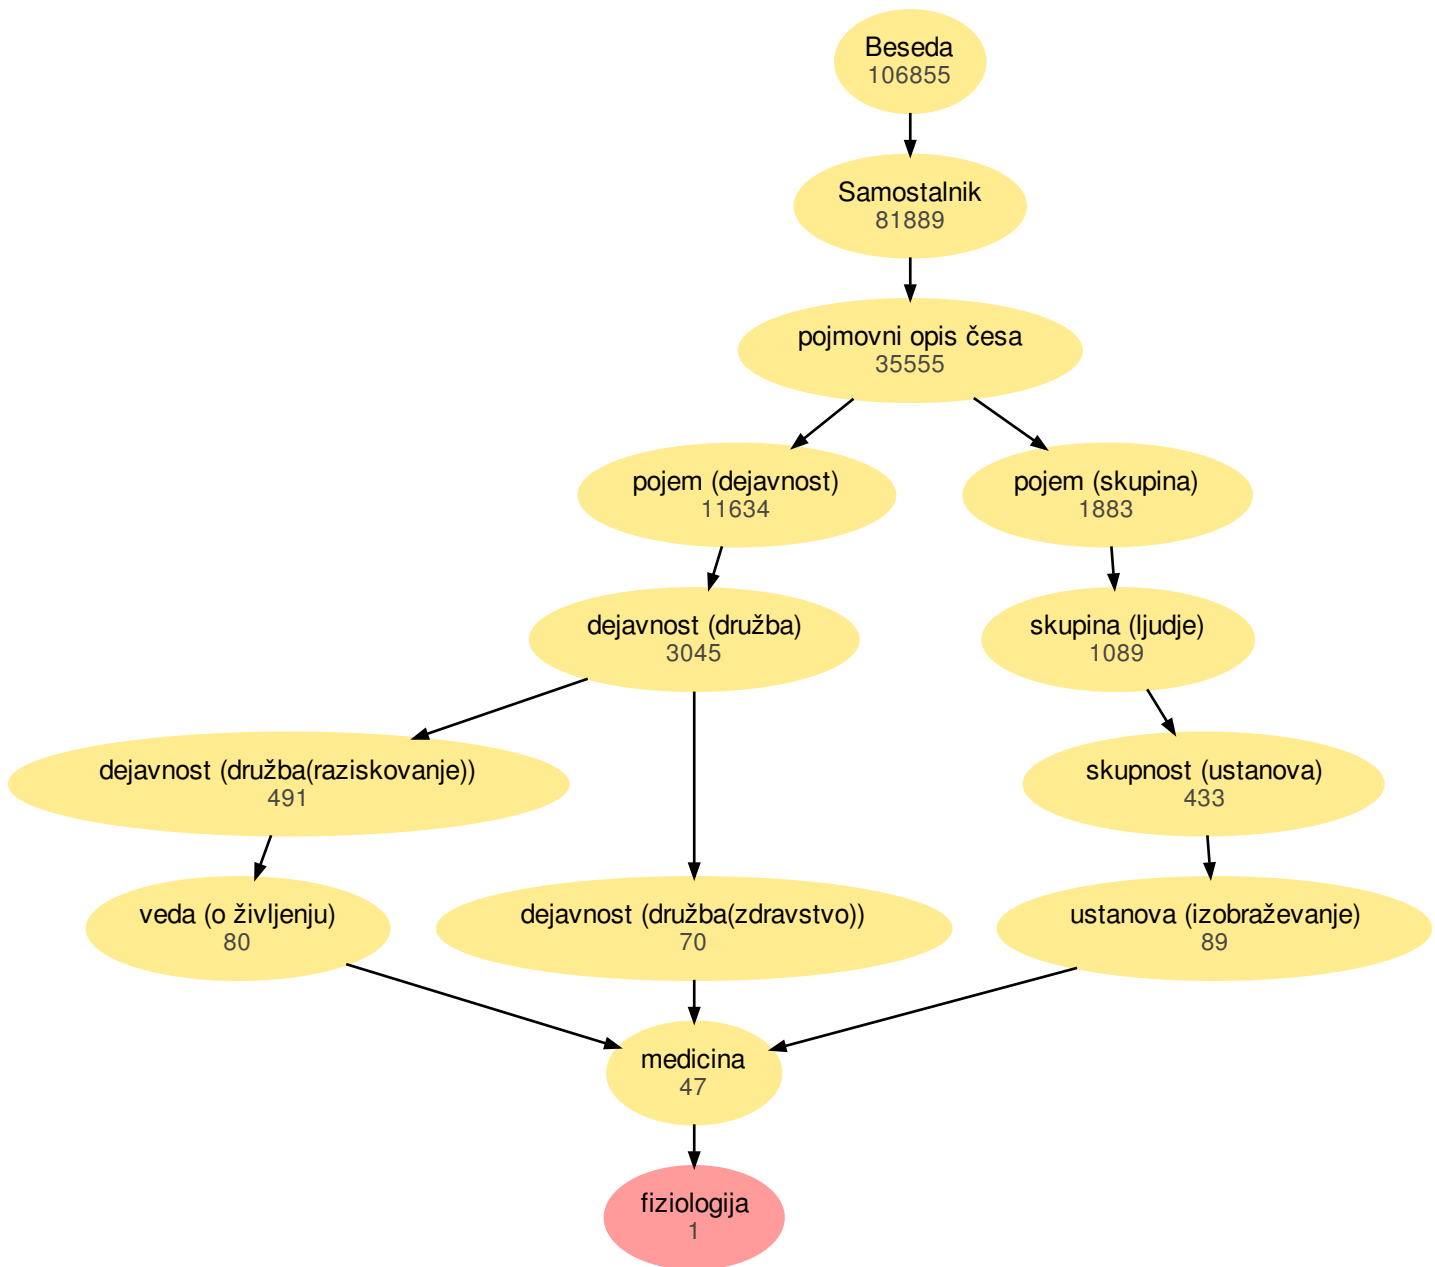 Beseda
106855
Samostalnik
81889
pojmovni opis česa
35555
pojem (dejavnost)
11634
pojem (skupina)
1883
dejavnost (družba)
3045
skupina (ljudje)
1089
dejavnost (družba(raziskovanje))
491
skupnost (ustanova)
433
veda (o življenju)
80
dejavnost (družba(zdravstvo))
70
ustanova (izobraževanje)
89
medicina
47
fiziologija
1